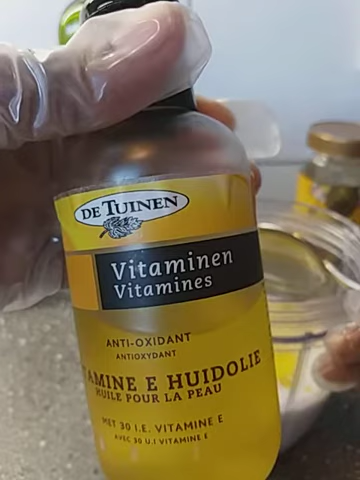 DE TUINEN
Vitaminen
Vitamines
ANTI-OXIDANT
ANTIOXYDANT
TAMINE E HUIDOLIE
HUILE POUR LA PEAU
MET 30 I.E. VITAMINE E
AVEC 30 U.I VITAMINE E